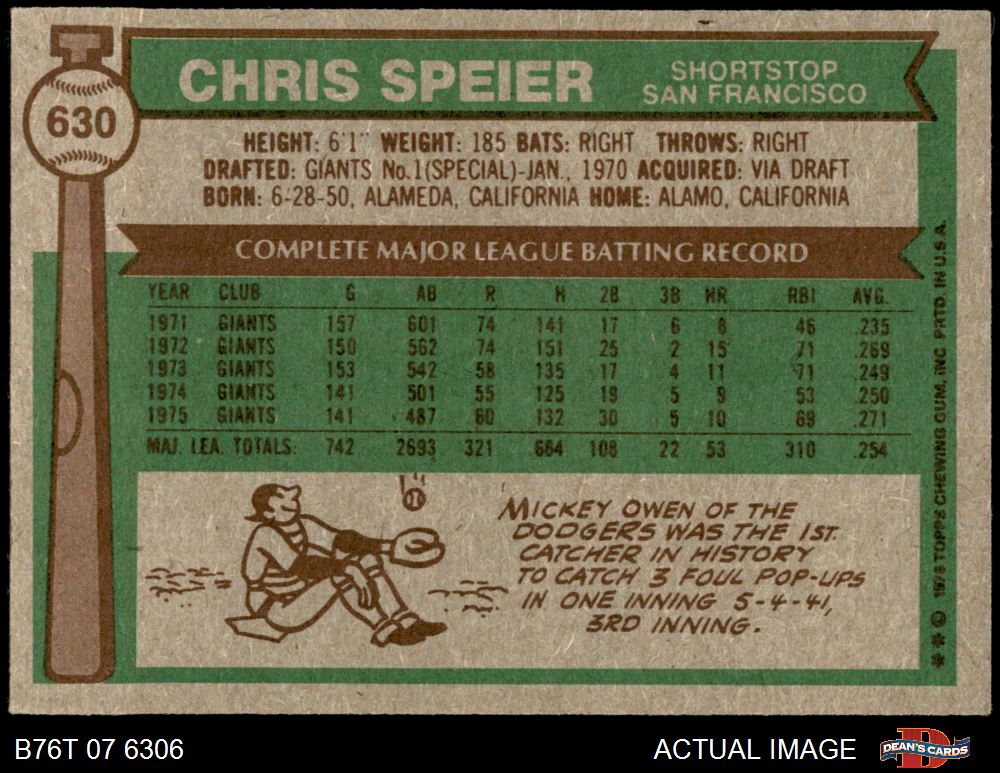 630
CHRIS SPEIER
SHORTSTOP
SAN FRANCISCO
HEIGHT: 6'1" WEIGHT: 185 BATS: RIGHT THROWS: RIGHT
DRAFTED: GIANTS No.1(SPECIAL)-JAN., 1970 ACQUIRED: VIA DRAFT
BORN: 6-28-50, ALAMEDA, CALIFORNIA HOME: ALAMO, CALIFORNIA
COMPLETE MAJOR LEAGUE BATTING RECORD
YEAR CLUB G AB R H 2B 3B HR RBI AVG.
1971 GIANTS 157 601 74 141 17 6 8 46 .235
1972 GIANTS 150 562 74 151 25 2 15 71 .269
1973 GIANTS 153 542 58 135 17 4 11 71 .249
1974 GIANTS 141 501 55 125 19 5 9 53 .250
1975 GIANTS 141 487 60 132 30 5 10 69 .271
MAJ. LEA. TOTALS: 742 2693 321 684 108 22 53 310 .254
MICKEY OWEN OF THE
DODGERS WAS THE 1ST.
CATCHER IN HISTORY
TO CATCH 3 FOUL POP-UPS
IN ONE INNING 5-4-41,
3RD INNING.
** © 1976 TOPPS CHEWING GUM, INC. PRTD. IN U.S.A.
B76T 07 6306
ACTUAL IMAGE
DEAN'S CARDS